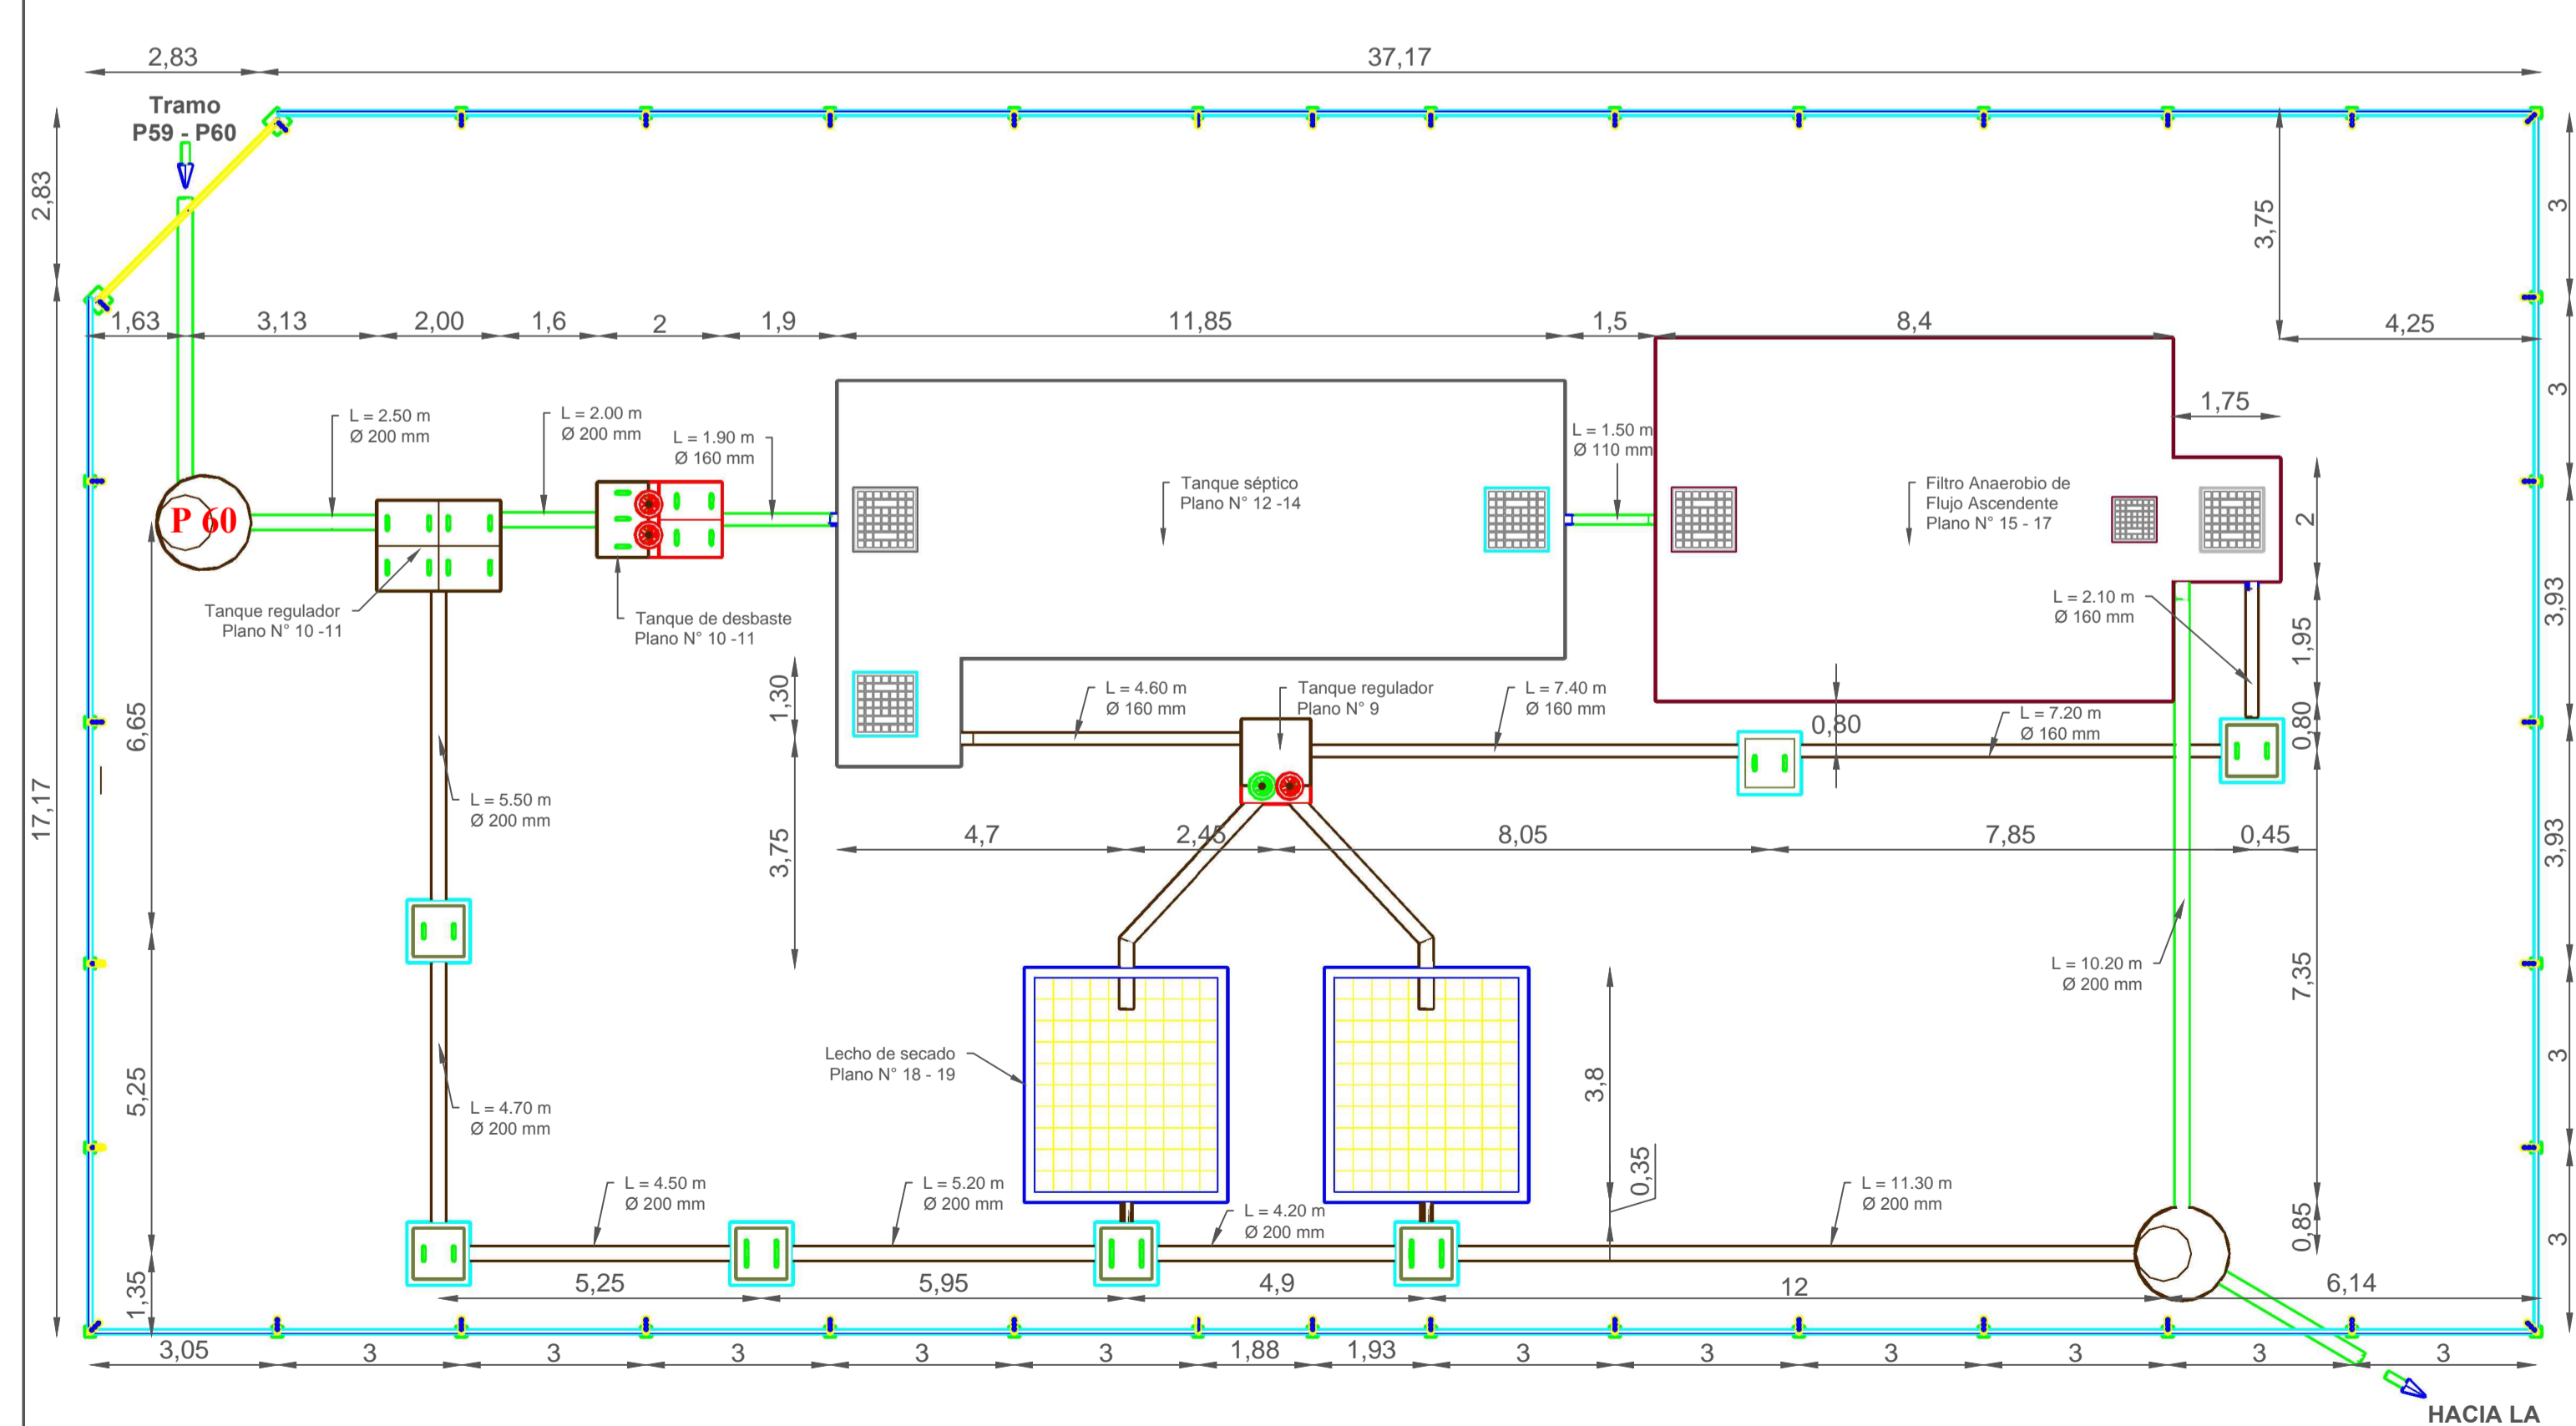 2,83
37,17
Tramo
P59 - P60
2,83
3,75
3
1,63
3,13
2,00
1,6
2
1,9
11,85
1,5
8,4
4,25
3
L = 2.50 m
Ø 200 mm
L = 2.00 m
Ø 200 mm
L = 1.90 m
Ø 160 mm
L = 1.50 m
Ø 110 mm
1,75
Tanque séptico
Plano N° 12 -14
Filtro Anaerobio de
Flujo Ascendente
Plano N° 15 - 17
P 60
2
Tanque regulador
Plano N° 10 -11
Tanque de desbaste
Plano N° 10 -11
L = 2.10 m
Ø 160 mm
3,93
1,95
1,30
L = 4.60 m
Ø 160 mm
Tanque regulador
Plano N° 9
L = 7.40 m
Ø 160 mm
0,80
L = 7.20 m
Ø 160 mm
0,80
6,65
17,17
L = 5.50 m
Ø 200 mm
3,75
4,7
2,45
8,05
7,85
0,45
3,93
L = 10.20 m
Ø 200 mm
7,35
Lecho de secado
Plano N° 18 - 19
3,8
3
5,25
L = 4.70 m
Ø 200 mm
0,35
L = 4.50 m
Ø 200 mm
L = 5.20 m
Ø 200 mm
L = 4.20 m
Ø 200 mm
L = 11.30 m
Ø 200 mm
0,85
3
1,35
5,25
5,95
4,9
12
6,14
3,05
3
3
3
3
3
1,88
1,93
3
3
3
3
3
3
HACIA LA